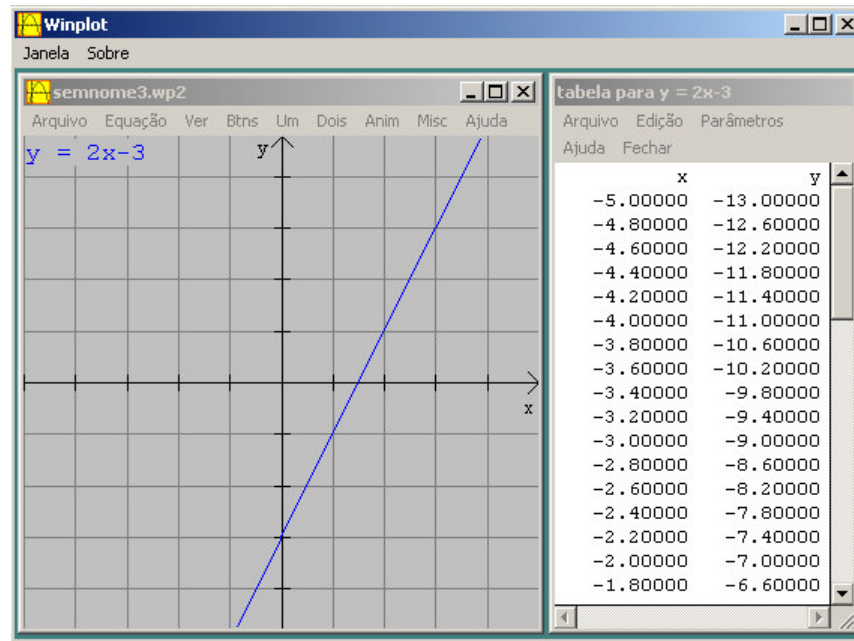 Winplot
Janela Sobre
semnome3.wp2
Arquivo Equação Ver Btns Um Dois Anim Misc Ajuda
y = 2x-3
y
x
tabela para y = 2x-3
Arquivo Edição Parâmetros
Ajuda Fechar
x y
-5.00000 -13.00000
-4.80000 -12.60000
-4.60000 -12.20000
-4.40000 -11.80000
-4.20000 -11.40000
-4.00000 -11.00000
-3.80000 -10.60000
-3.60000 -10.20000
-3.40000 -9.80000
-3.20000 -9.40000
-3.00000 -9.00000
-2.80000 -8.60000
-2.60000 -8.20000
-2.40000 -7.80000
-2.20000 -7.40000
-2.00000 -7.00000
-1.80000 -6.60000